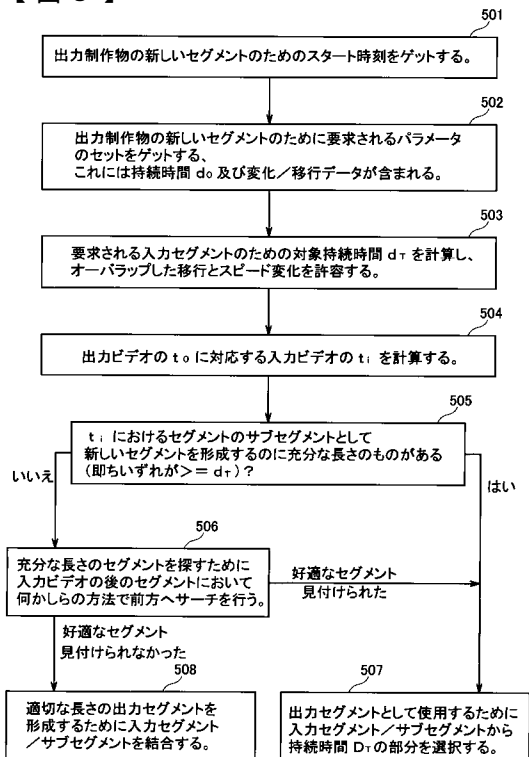 【図5】
501
出力制作物の新しいセグメントのためのスタート時刻をゲットする。
502
出力制作物の新しいセグメントのために要求されるパラメータ
のセットをゲットする、
これには持続時間 do 及び変化／移行データが含まれる。
503
要求される入力セグメントのための対象持続時間 dT を計算し、
オーバラップした移行とスピード変化を許容する。
504
出力ビデオの to に対応する入力ビデオの ti を計算する。
505
ti におけるセグメントのサブセグメントとして
新しいセグメントを形成するのに充分な長さのものがある
(即ちいずれが>= dT)？
いいえ
はい
506
充分な長さのセグメントを探すために
入力ビデオの後のセグメントにおいて
何かしらの方法で前方へサーチを行う。
好適なセグメント
見付けられた
好適なセグメント
見付けられなかった
508
適切な長さの出力セグメントを
形成するために入力セグメント
／サブセグメントを結合する。
507
出力セグメントとして使用するために
入力セグメント／サブセグメントから
持続時間 DT の部分を選択する。